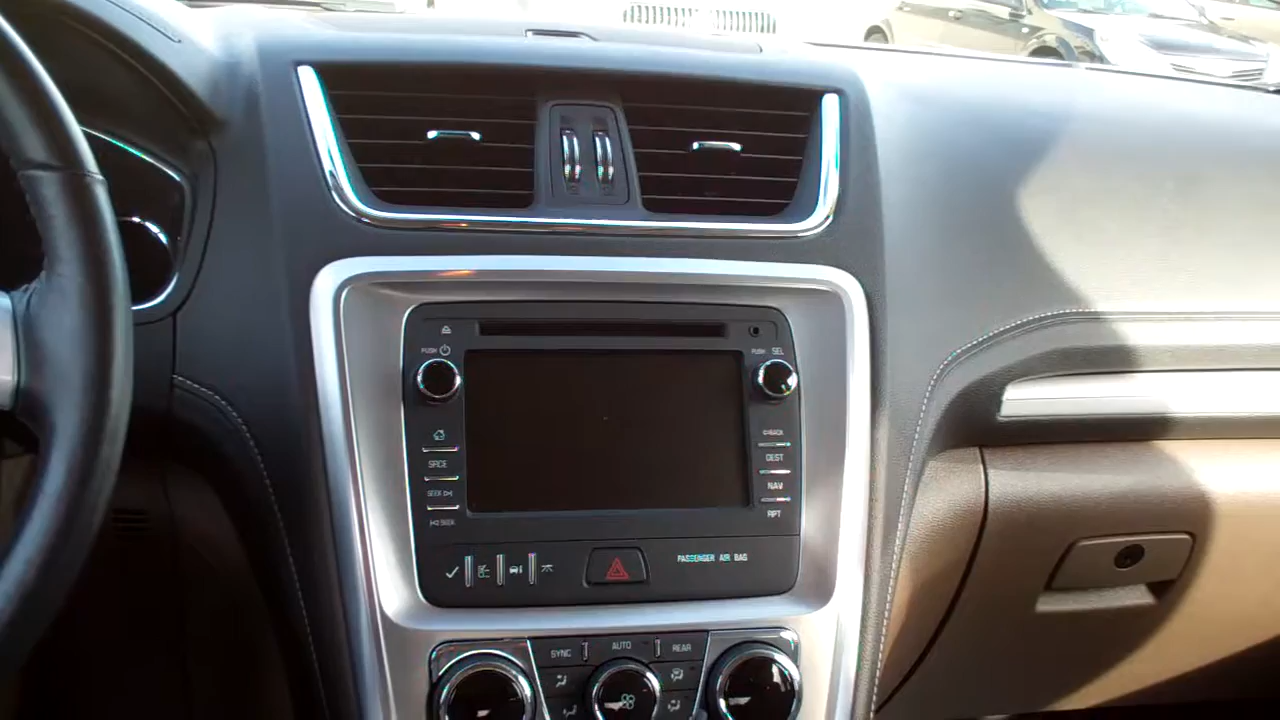 PUSH
PUSH SEL
BACK
SRCE
DEST
SEEK
NAV
SEEK
RPT
PASSENGER AIR BAG
SYNC AUTO REAR